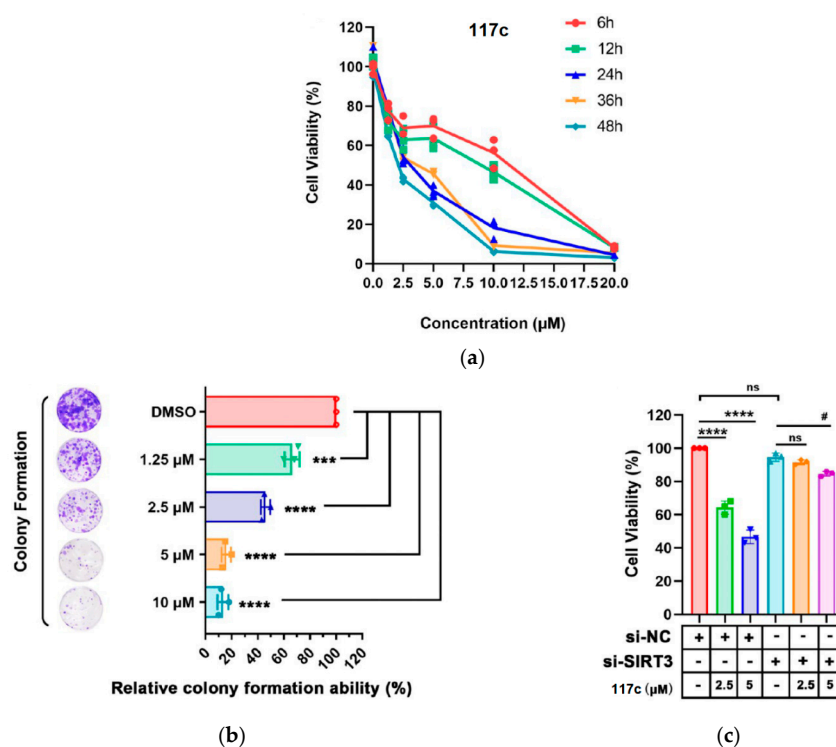 117c
6h
12h
24h
36h
48h
Cell Viability (%)
120
100
80
60
40
20
0
0.0 2.5 5.0 7.5 10.0 12.5 15.0 17.5 20.0
Concentration (µM)
(a)
Colony Formation
DMSO
1.25 µM
***
2.5 µM
****
5 µM
****
10 µM
****
0 20 40 60 80 100 120
Relative colony formation ability (%)
(b)
ns
****
#
****
ns
Cell Viability (%)
120
100
80
60
40
20
0
si-NC + + + - - -
si-SIRT3 - - - + + +
117c (µM) - 2.5 5 - 2.5 5
(c)